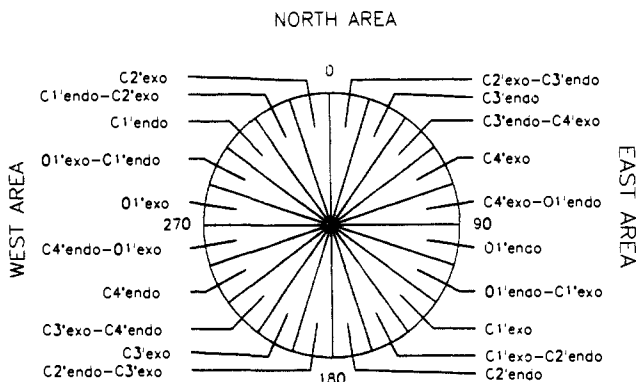 NORTH AREA
0
C2'exo
C1'endo-C2'exo
C1'endo
O1'exo-C1'endo
O1'exo
270
C4'endo-O1'exo
C4'endo
C3'exo-C4'endo
C3'exo
C2'endo-C3'exo
WEST AREA
C2'exo-C3'endo
C3'endo
C3'endo-C4'exo
C4'exo
C4'exo-O1'endo
90
O1'endo
O1'endo-C1'exo
C1'exo
C1'exo-C2'endo
C2'endo
EAST AREA
180